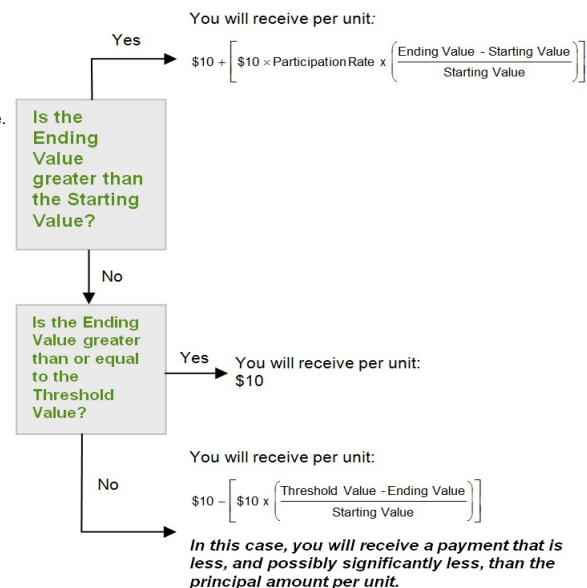 You will receive per unit:
Yes
$10 + [ $10 × Participation Rate x ( Ending Value - Starting Value / Starting Value ) ]
e.
Is the
Ending
Value
greater than
the Starting
Value?
No
Is the Ending
Value greater
than or equal
to the
Threshold
Value?
Yes
You will receive per unit:
$10
No
You will receive per unit:
$10 – [ $10 x ( Threshold Value - Ending Value / Starting Value ) ]
In this case, you will receive a payment that is
less, and possibly significantly less, than the
principal amount per unit.